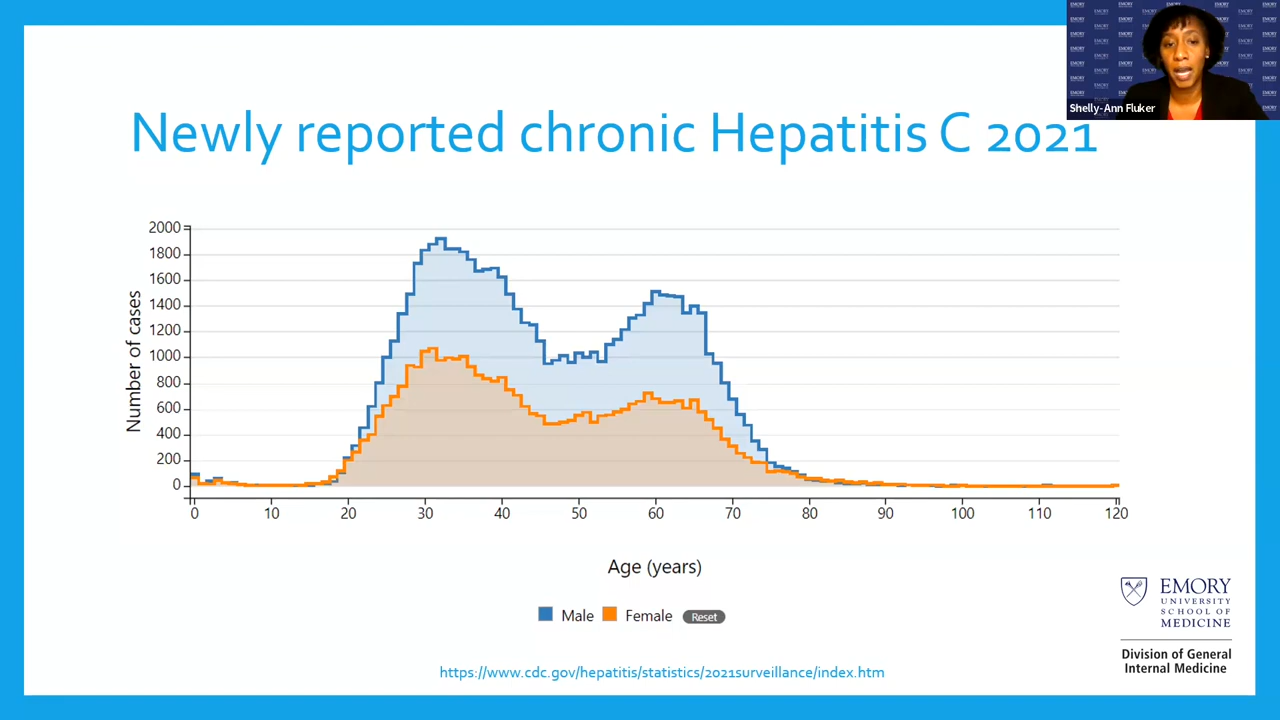 EMORY
Shelly-Ann Fluker
Newly reported chronic Hepatitis C 2021
Number of cases
2000
1800
1600
1400
1200
1000
800
600
400
200
0
0 10 20 30 40 50 60 70 80 90 100 110 120
Age (years)
Male Female Reset
https://www.cdc.gov/hepatitis/statistics/2021surveillance/index.htm
EMORY
UNIVERSITY
SCHOOL OF
MEDICINE
Division of General
Internal Medicine